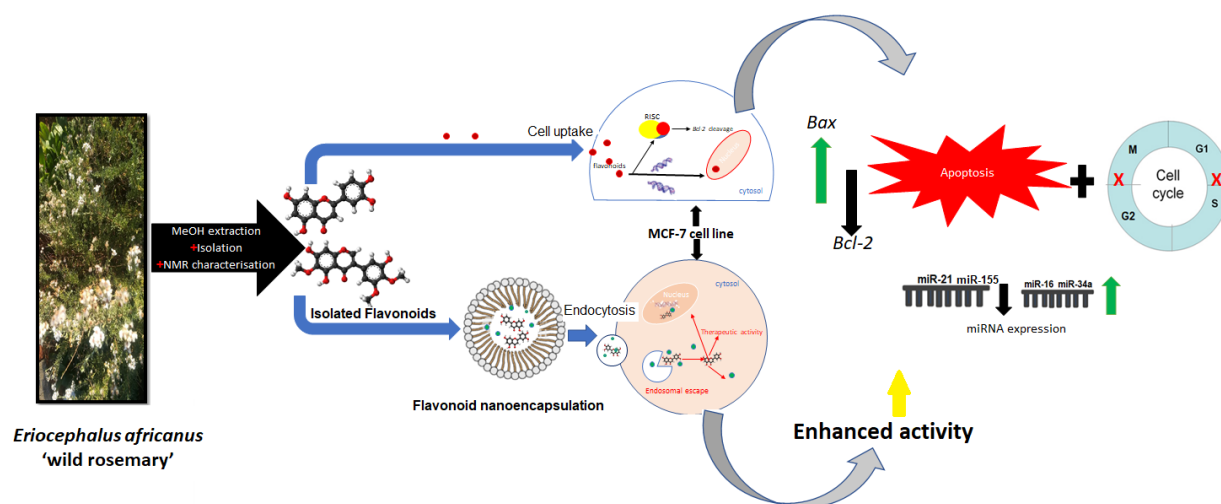 Eriocephalus africanus
‘wild rosemary’
MeOH extraction
+Isolation
+NMR characterisation
Isolated Flavonoids
Cell uptake
RISC
Bcl-2 cleavage
flavonoids
cytosol
MCF-7 cell line
Flavonoid nanoencapsulation
Endocytosis
cytosol
Nucleus
Therapeutic activity
Endosomal escape
Bax
Bcl-2
Apoptosis
+
M
G1
X
Cell
cycle
X
G2
S
miR-21 miR-155
miR-16 miR-34a
miRNA expression
Enhanced activity